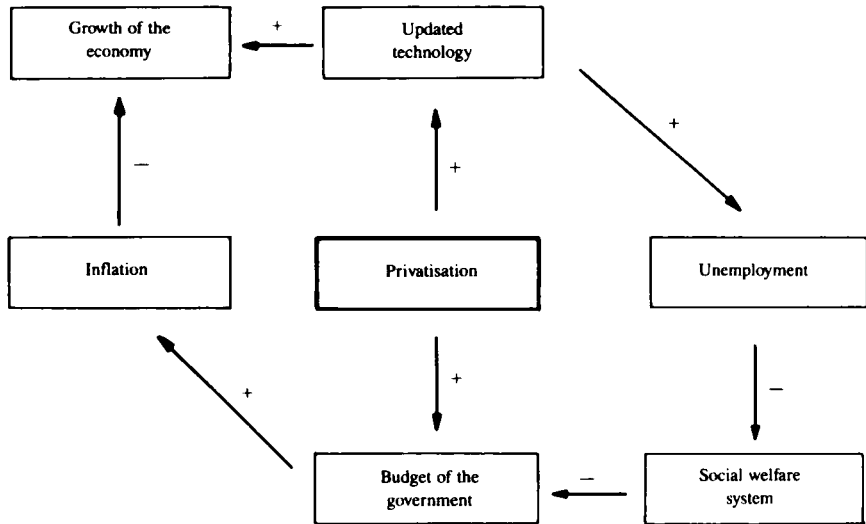 Growth of the
economy
+
Updated
technology
+
−
+
Inflation
Privatisation
Unemployment
+
+
−
Budget of the
government
−
Social welfare
system